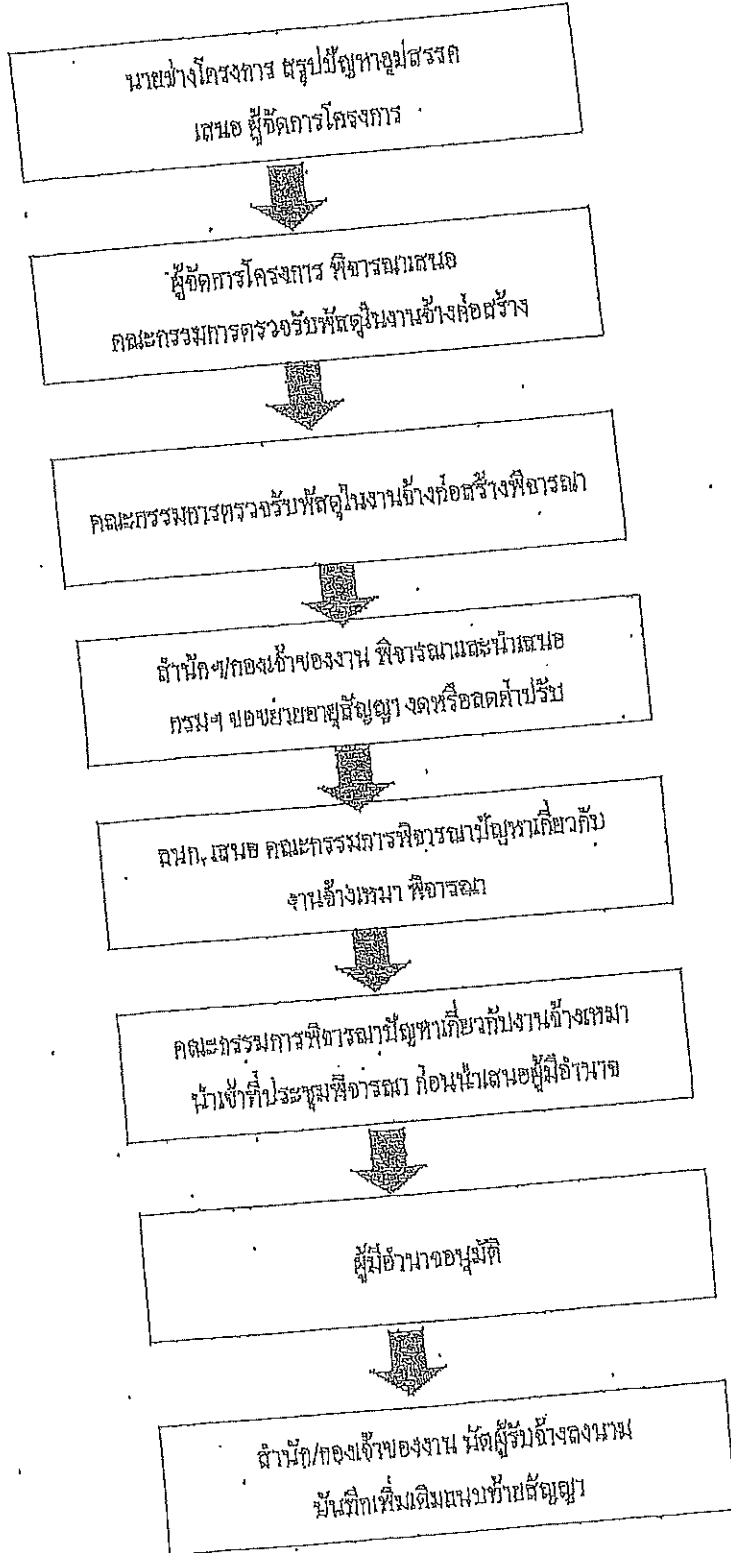 นายช่างโครงการ สรุปปัญหาอุปสรรค
เสนอ ผู้จัดการโครงการ
ผู้จัดการโครงการ พิจารณาเสนอ
คณะกรรมการตรวจรับพัสดุในงานจ้างก่อสร้าง
คณะกรรมการตรวจรับพัสดุในงานจ้างก่อสร้างพิจารณา
สำนักฯ/กองเจ้าของงาน พิจารณาและนำเสนอ
กรมฯ ขอขยายอายุสัญญา งดหรือลดค่าปรับ
ลนก. เสนอ คณะกรรมการพิจารณาปัญหาเกี่ยวกับ
งานจ้างเหมา พิจารณา
คณะกรรมการพิจารณาปัญหาเกี่ยวกับงานจ้างเหมา
นำเข้าที่ประชุมพิจารณา ก่อนนำเสนอผู้มีอำนาจ
ผู้มีอำนาจอนุมัติ
สำนัก/กองเจ้าของงาน นัดผู้รับจ้างลงนาม
บันทึกเพิ่มเติมแนบท้ายสัญญา